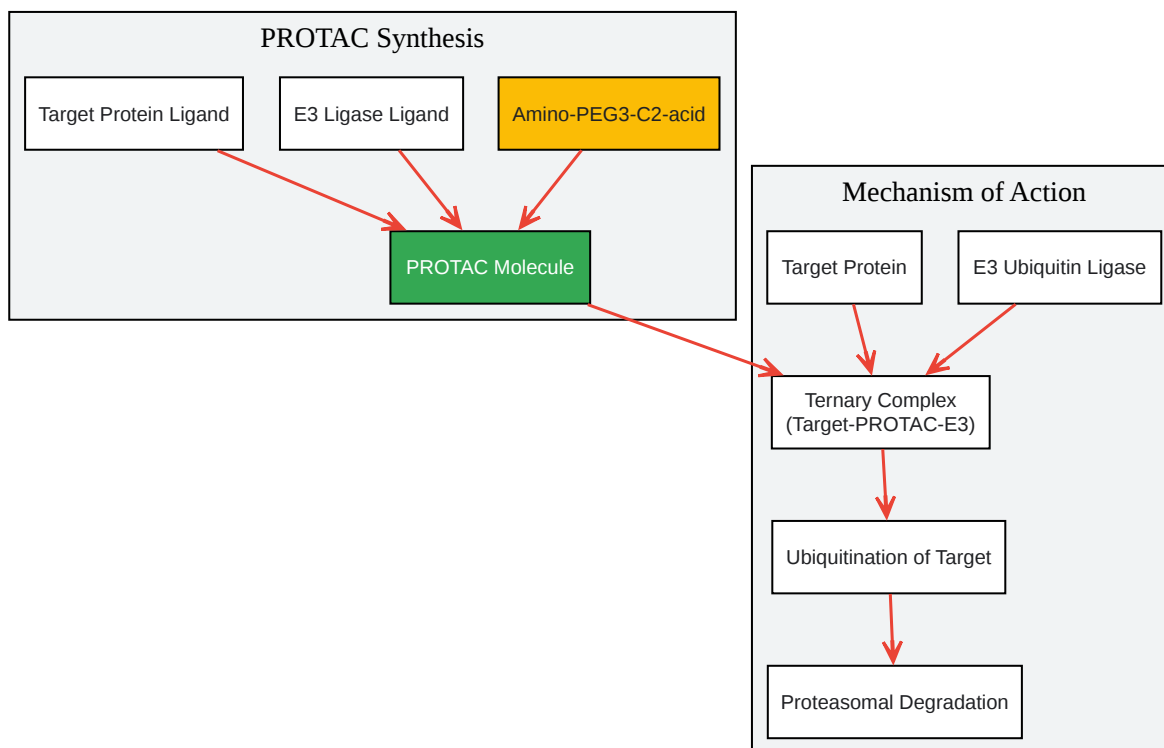 PROTAC Synthesis
Target Protein Ligand
E3 Ligase Ligand
Amino-PEG3-C2-acid
PROTAC Molecule
Mechanism of Action
Target Protein
E3 Ubiquitin Ligase
Ternary Complex
(Target-PROTAC-E3)
Ubiquitination of Target
Proteasomal Degradation